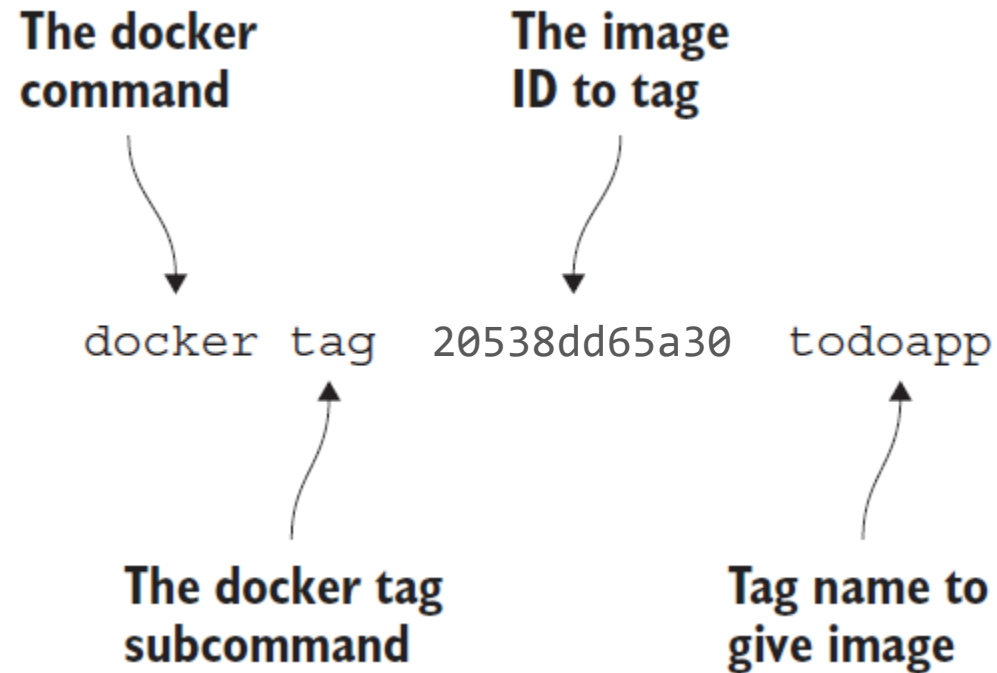 The docker
command
The image
ID to tag
docker tag 20538dd65a30 todoapp
The docker tag
subcommand
Tag name to
give image